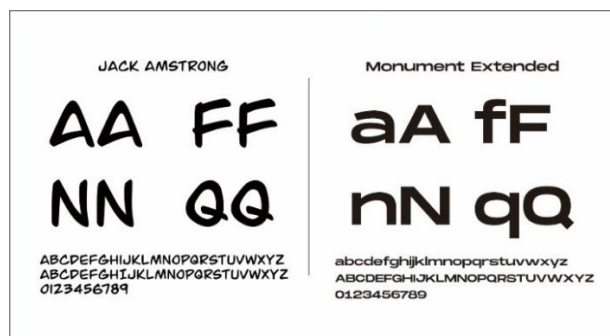 JACK AMSTRONG
AA FF
NN QQ
ABCDEFGHIJKLMNOPQRSTUVWXYZ
ABCDEFGHIJKLMNOPQRSTUVWXYZ
0123456789
Monument Extended
aA fF
nN qQ
abcdefghijklmnopqrstuvwxyz
ABCDEFGHIJKLMNOPQRSTUVWXYZ
0123456789